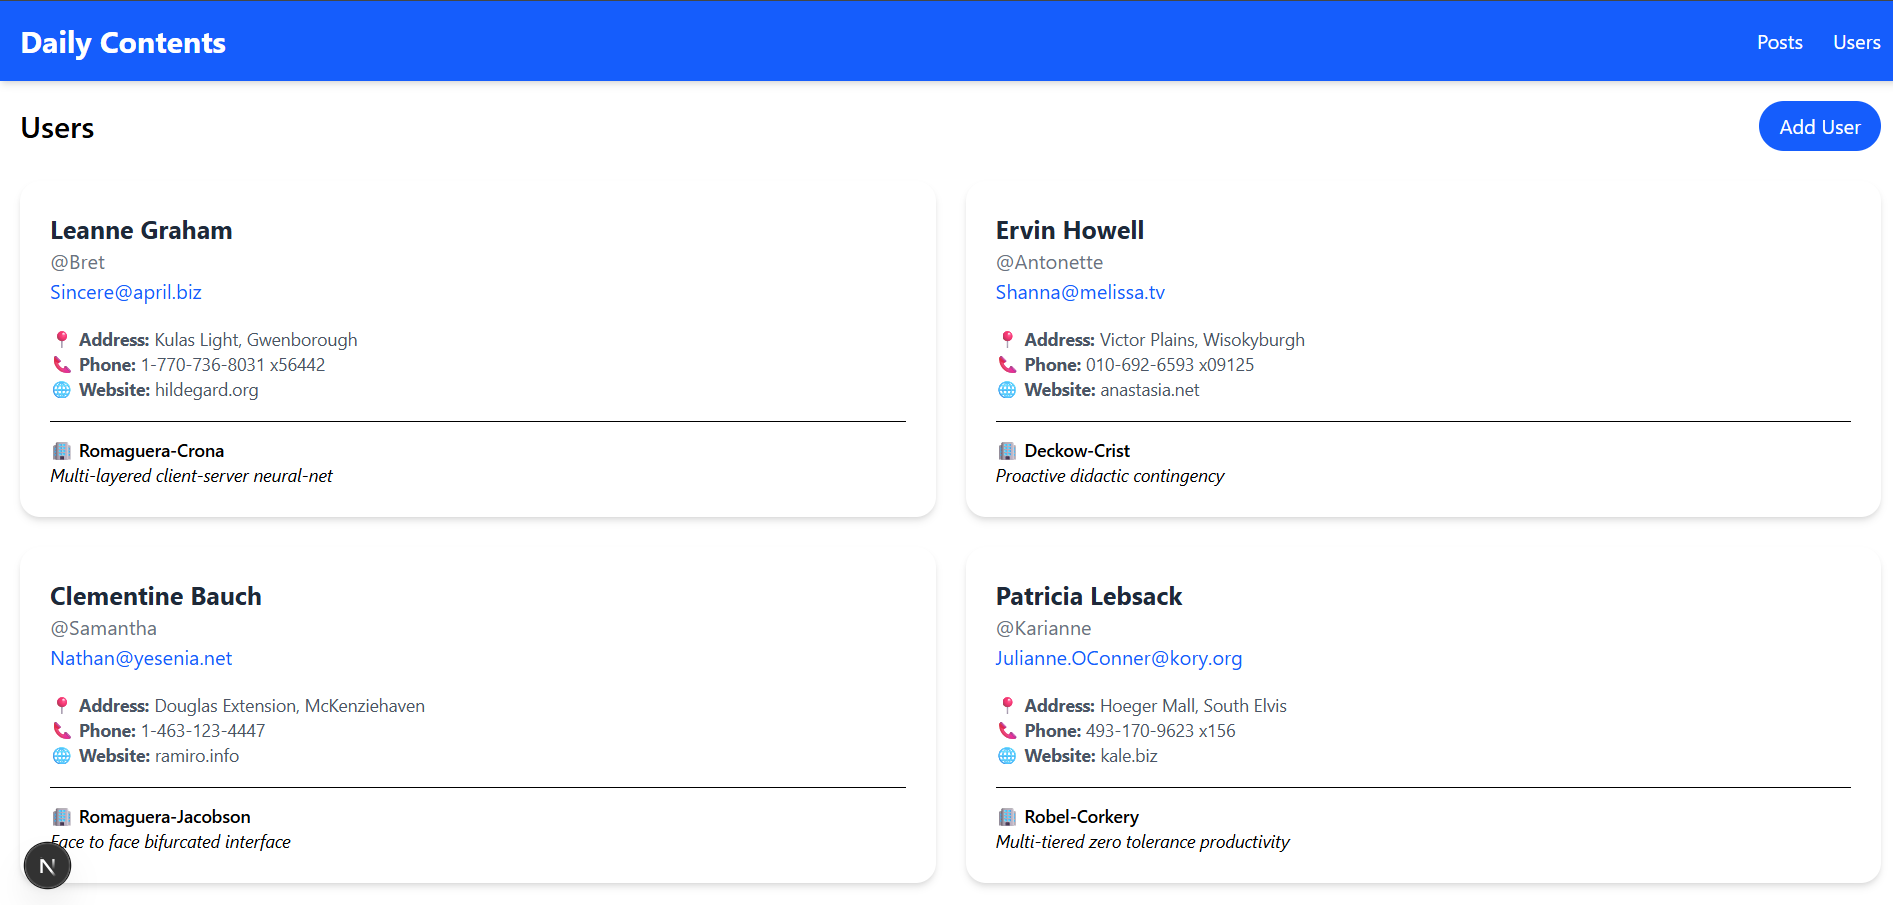 Daily Contents
Posts
Users
Users
Add User
Leanne Graham
@Bret
Sincere@april.biz
Address: Kulas Light, Gwenborough
Phone: 1-770-736-8031 x56442
Website: hildegard.org
Romaguera-Crona
Multi-layered client-server neural-net
Ervin Howell
@Antonette
Shanna@melissa.tv
Address: Victor Plains, Wisokyburgh
Phone: 010-692-6593 x09125
Website: anastasia.net
Deckow-Crist
Proactive didactic contingency
Clementine Bauch
@Samantha
Nathan@yesenia.net
Address: Douglas Extension, McKenziehaven
Phone: 1-463-123-4447
Website: ramiro.info
Romaguera-Jacobson
Face to face bifurcated interface
N
Patricia Lebsack
@Karianne
Julianne.OConner@kory.org
Address: Hoeger Mall, South Elvis
Phone: 493-170-9623 x156
Website: kale.biz
Robel-Corkery
Multi-tiered zero tolerance productivity